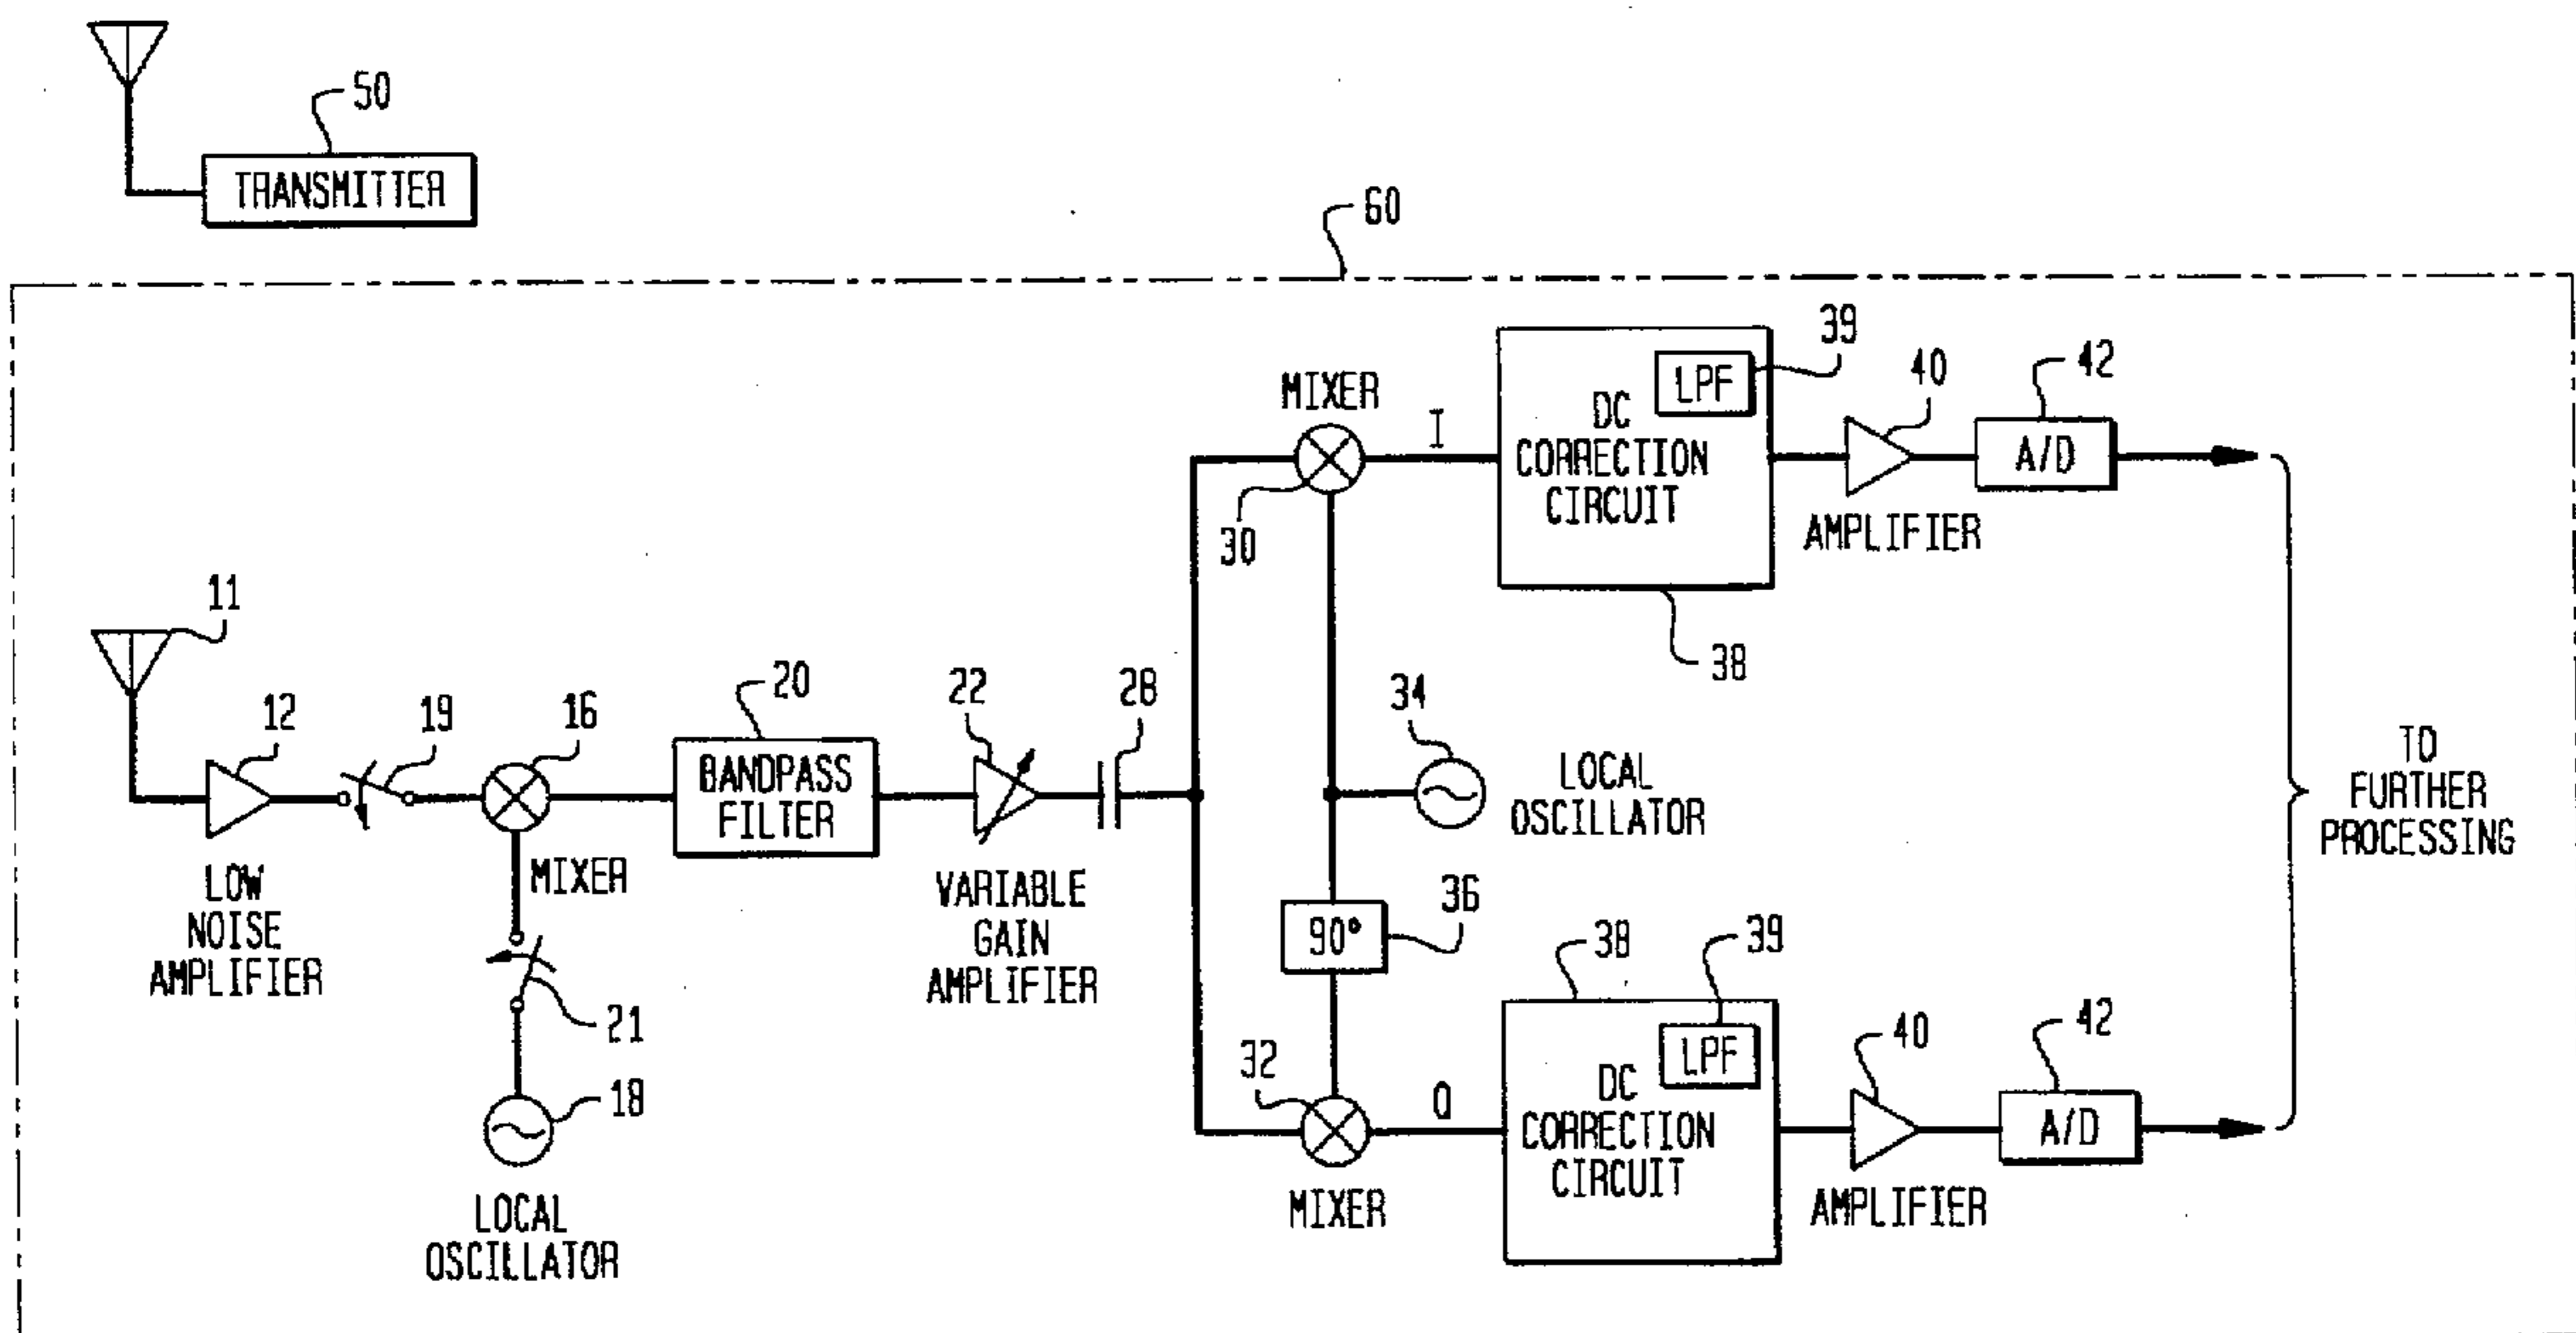 50
TRANSMITTER
60
39
LPF
40
42
MIXER
I
DC
CORRECTION
CIRCUIT
A/D
30
AMPLIFIER
11
38
12
19
16
20
22
28
34
BANDPASS
FILTER
LOCAL
OSCILLATOR
TO
FURTHER
PROCESSING
LOW
NOISE
AMPLIFIER
MIXER
VARIABLE
GAIN
AMPLIFIER
36
90°
21
38
39
LPF
40
42
32
18
Q
DC
CORRECTION
CIRCUIT
A/D
LOCAL
OSCILLATOR
MIXER
AMPLIFIER